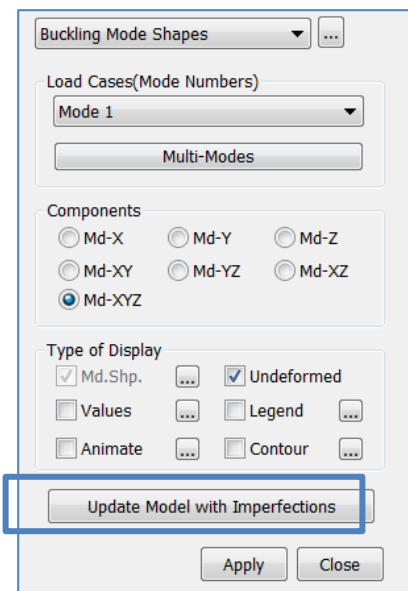 Buckling Mode Shapes ...
Load Cases(Mode Numbers)
Mode 1
Multi-Modes
Components
Md-X Md-Y Md-Z
Md-XY Md-YZ Md-XZ
Md-XYZ
Type of Display
Md.Shp. ... Undeformed
Values ... Legend ...
Animate ... Contour ...
Update Model with Imperfections
Apply Close